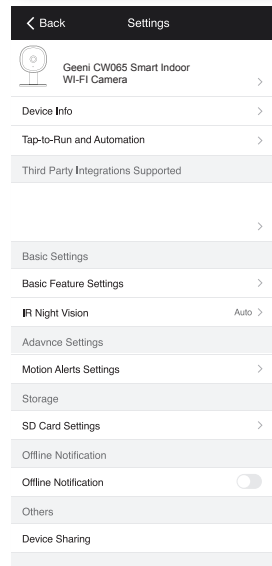 Back
Settings
Geeni CW065 Smart Indoor
WI-FI Camera
Device Info
Tap-to-Run and Automation
Third Party Integrations Supported
Basic Settings
Basic Feature Settings
IR Night Vision
Auto
Adavnce Settings
Motion Alerts Settings
Storage
SD Card Settings
Offline Notification
Offline Notification
Others
Device Sharing